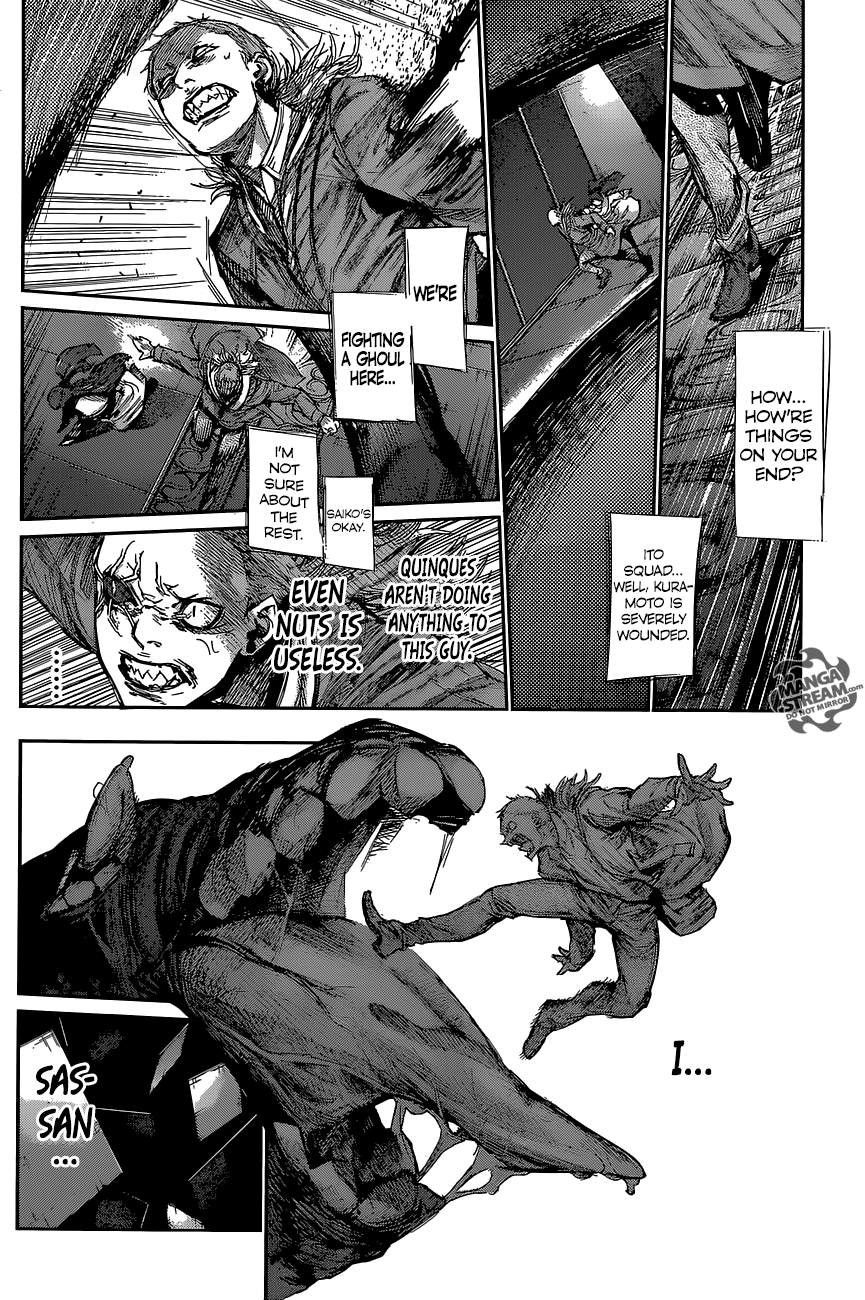 HOW...
HOW'RE
THINGS
ON YOUR
END?
ITO
SQUAD...
WELL, KURA-
MOTO IS
SEVERELY
WOUNDED.
WE'RE
FIGHTING
A GHOUL
HERE...
SAIKO'S
OKAY.
I'M
NOT
SURE
ABOUT
THE
REST.
QUINQUES
AREN'T DOING
ANYTHING TO
THIS GUY.
EVEN
NUTS IS
USELESS.
......
MANGA
STREAM.com
DO NOT MIRROR
I...
SAS-
SAN
...